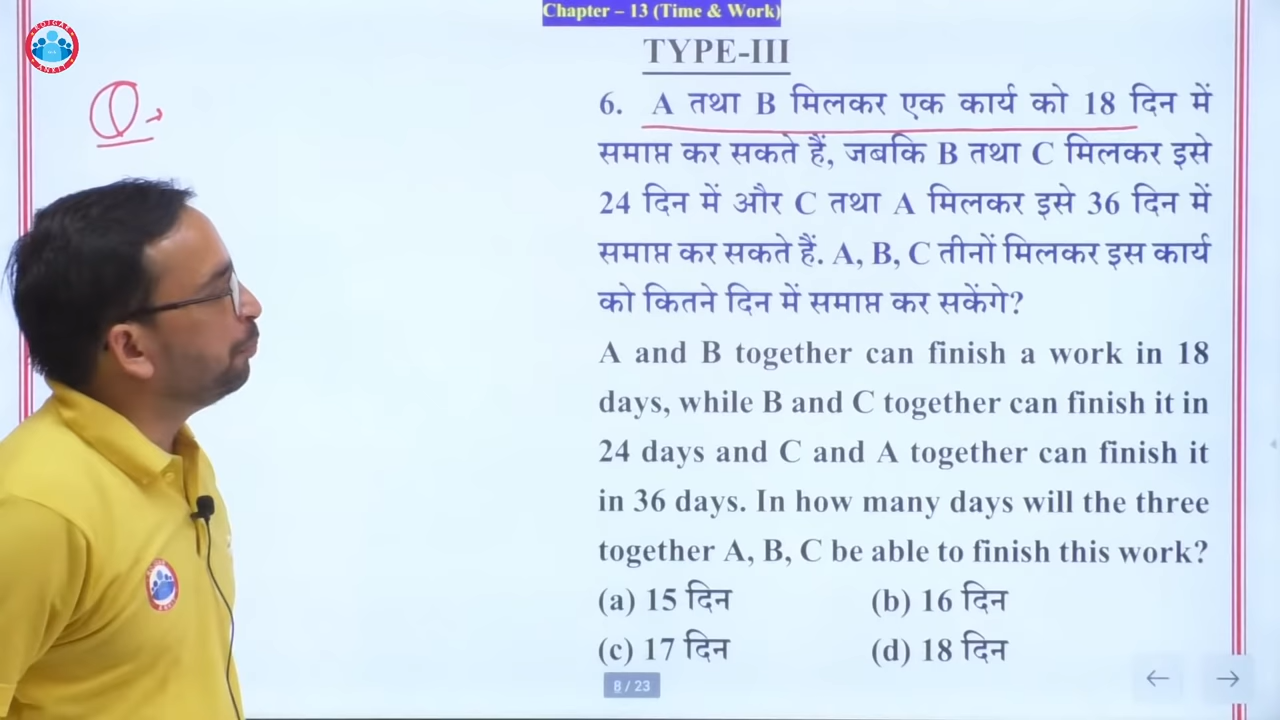 Chapter – 13 (Time & Work)
TYPE-III
Q→
6. A तथा B मिलकर एक कार्य को 18 दिन में
समाप्त कर सकते हैं, जबकि B तथा C मिलकर इसे
24 दिन में और C तथा A मिलकर इसे 36 दिन में
समाप्त कर सकते हैं. A, B, C तीनों मिलकर इस कार्य
को कितने दिन में समाप्त कर सकेंगे?
A and B together can finish a work in 18
days, while B and C together can finish it in
24 days and C and A together can finish it
in 36 days. In how many days will the three
together A, B, C be able to finish this work?
(a) 15 दिन (b) 16 दिन
(c) 17 दिन (d) 18 दिन
8 / 23
ROJGAR
ANKIT